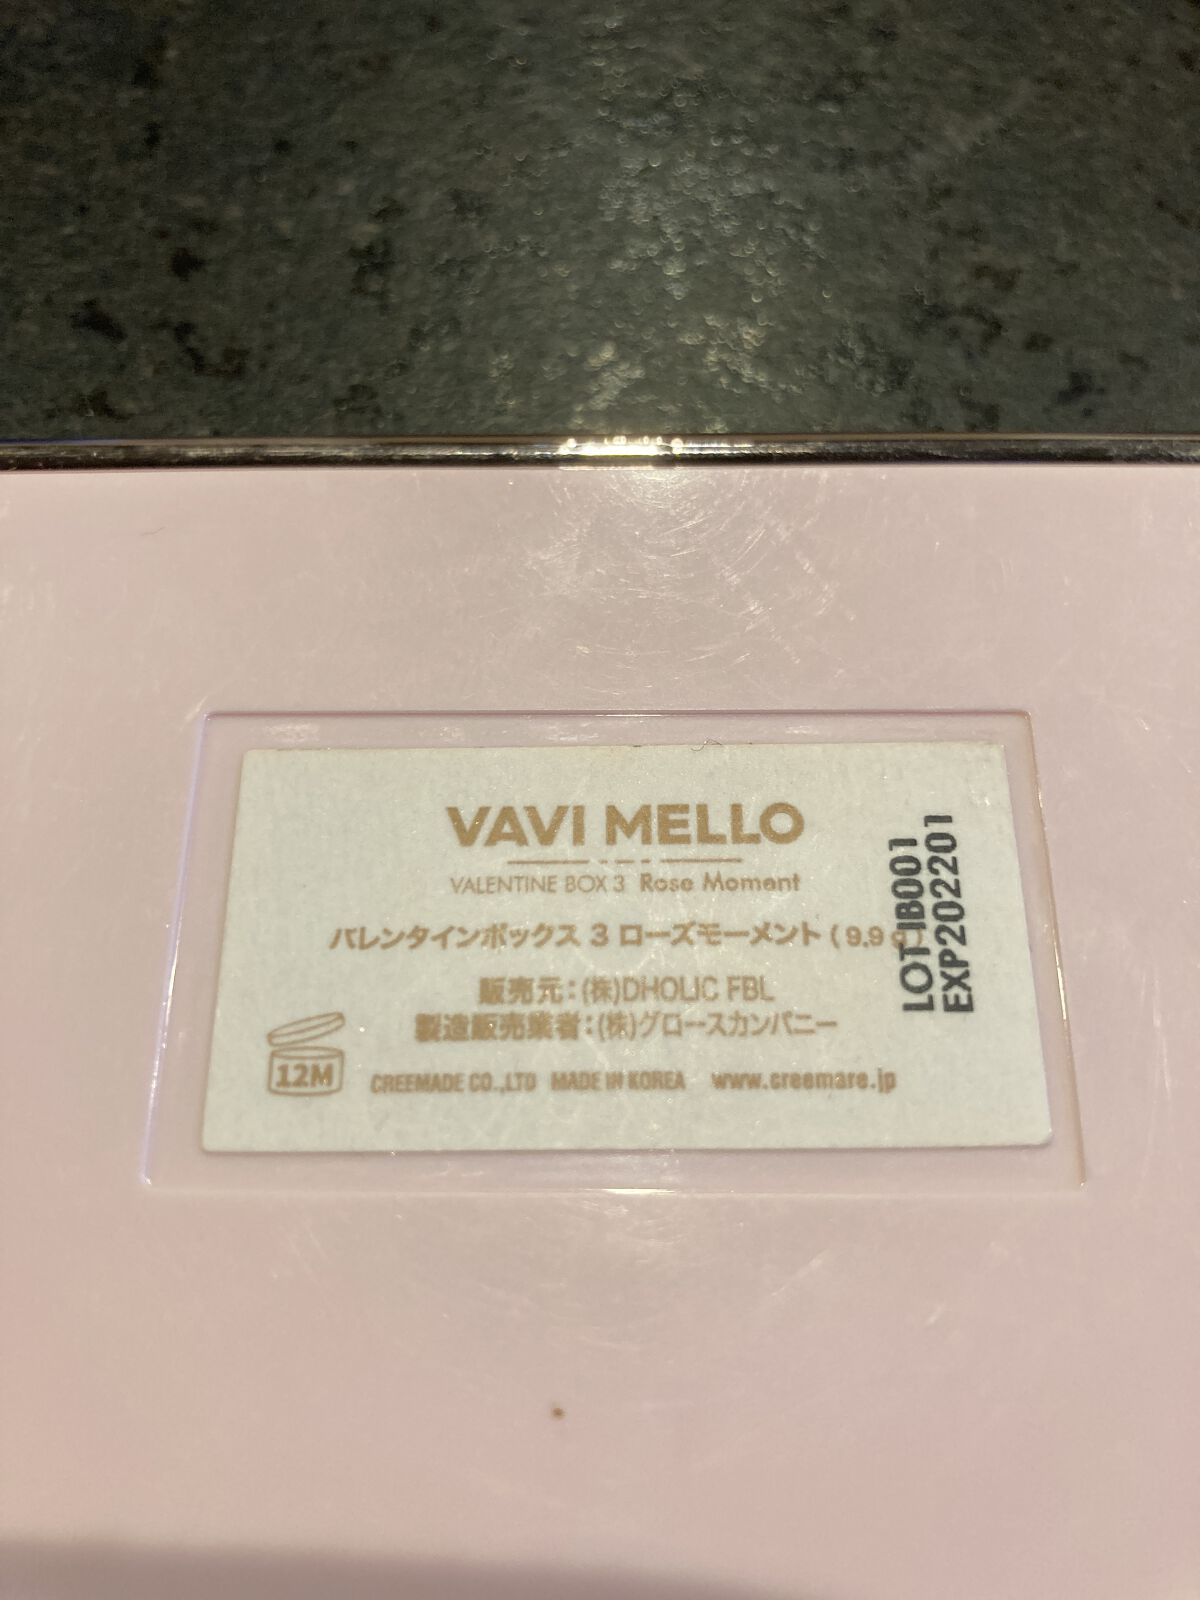 VAVI MELLO
VALENTINE BOX 3 Rose Moment
バレンタインボックス 3 ローズモーメント ( 9.9 g )
販売元：(株)DHOLIC FBL
製造販売業者：(株)グロースカンパニー
12M
CREEMADE CO.,LTD MADE IN KOREA www.creemare.jp
LOT IB001
EXP202201